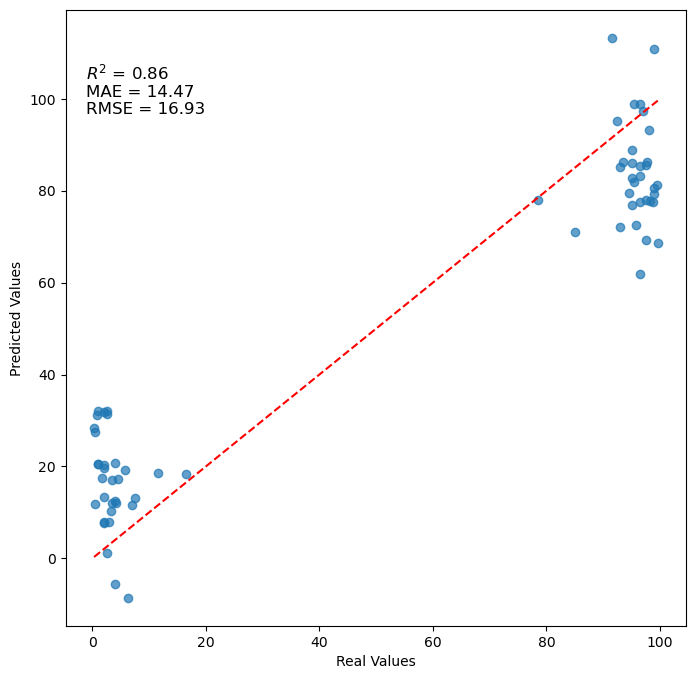 R² = 0.86
MAE = 14.47
RMSE = 16.93
100
80
60
40
20
0
Predicted Values
0 20 40 60 80 100
Real Values